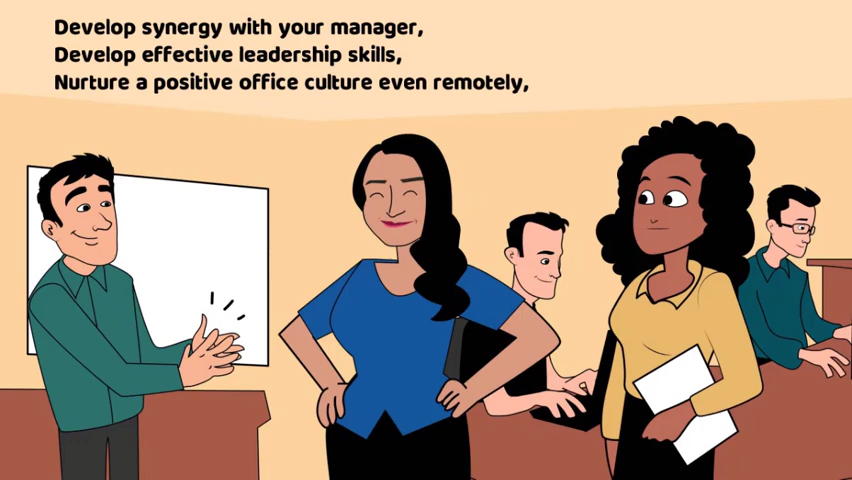 Develop synergy with your manager,
Develop effective leadership skills,
Nurture a positive office culture even remotely,